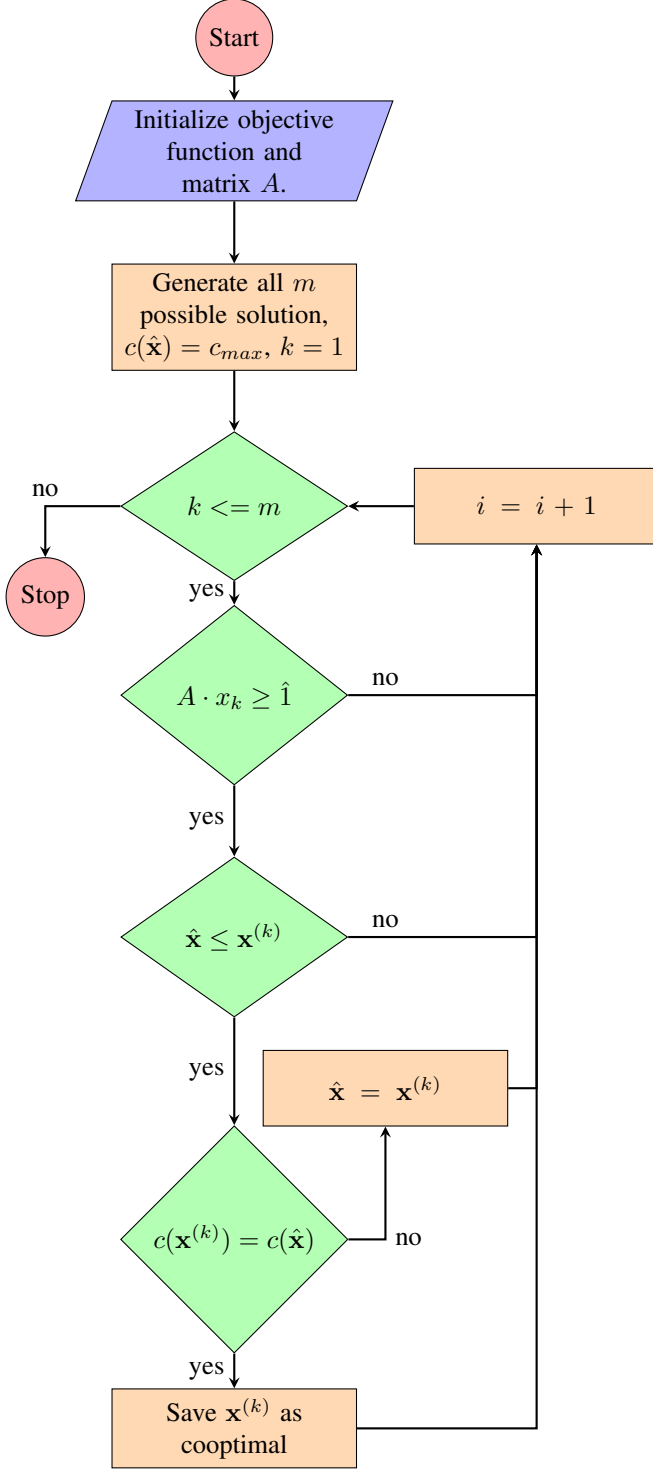 Start
Initialize objective
function and
matrix A.
Generate all m
possible solution,
c(x̂) = c_max, k = 1
k <= m
i = i + 1
no
Stop
yes
A · x_k ≥ 1̂
no
yes
x̂ ≤ x^(k)
no
yes
x̂ = x^(k)
c(x^(k)) = c(x̂)
no
yes
Save x^(k) as
cooptimal